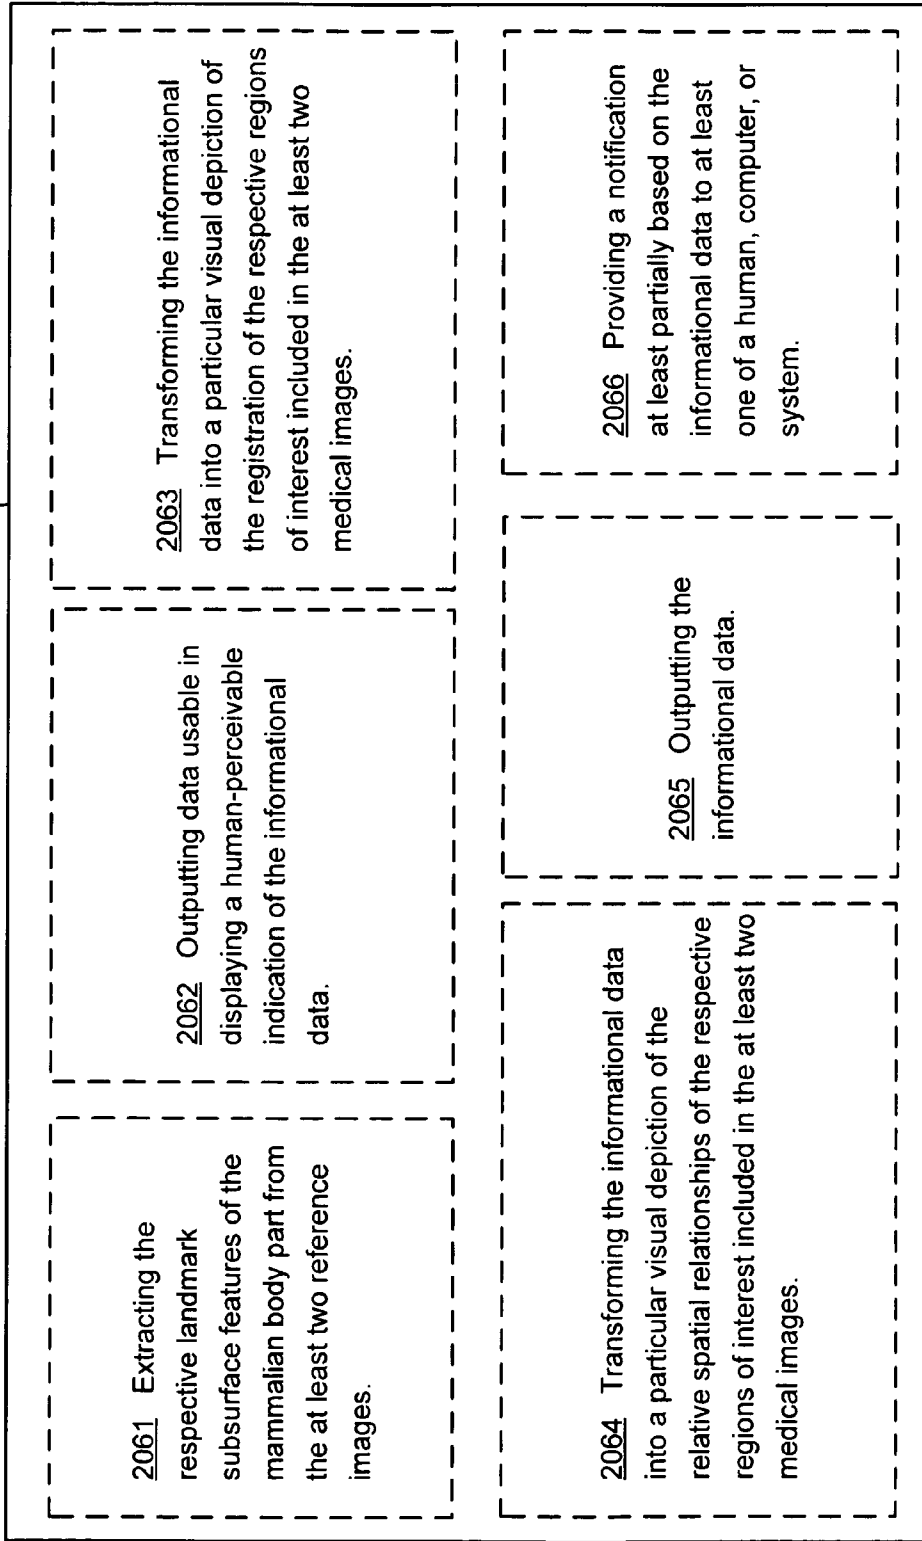 2061 Extracting the
respective landmark
subsurface features of the
mammalian body part from
the at least two reference
images.
2062 Outputting data usable in
displaying a human-perceivable
indication of the informational
data.
2063 Transforming the informational
data into a particular visual depiction of
the registration of the respective regions
of interest included in the at least two
medical images.
2064 Transforming the informational data
into a particular visual depiction of the
relative spatial relationships of the respective
regions of interest included in the at least two
medical images.
2065 Outputting the
informational data.
2066 Providing a notification
at least partially based on the
informational data to at least
one of a human, computer, or
system.